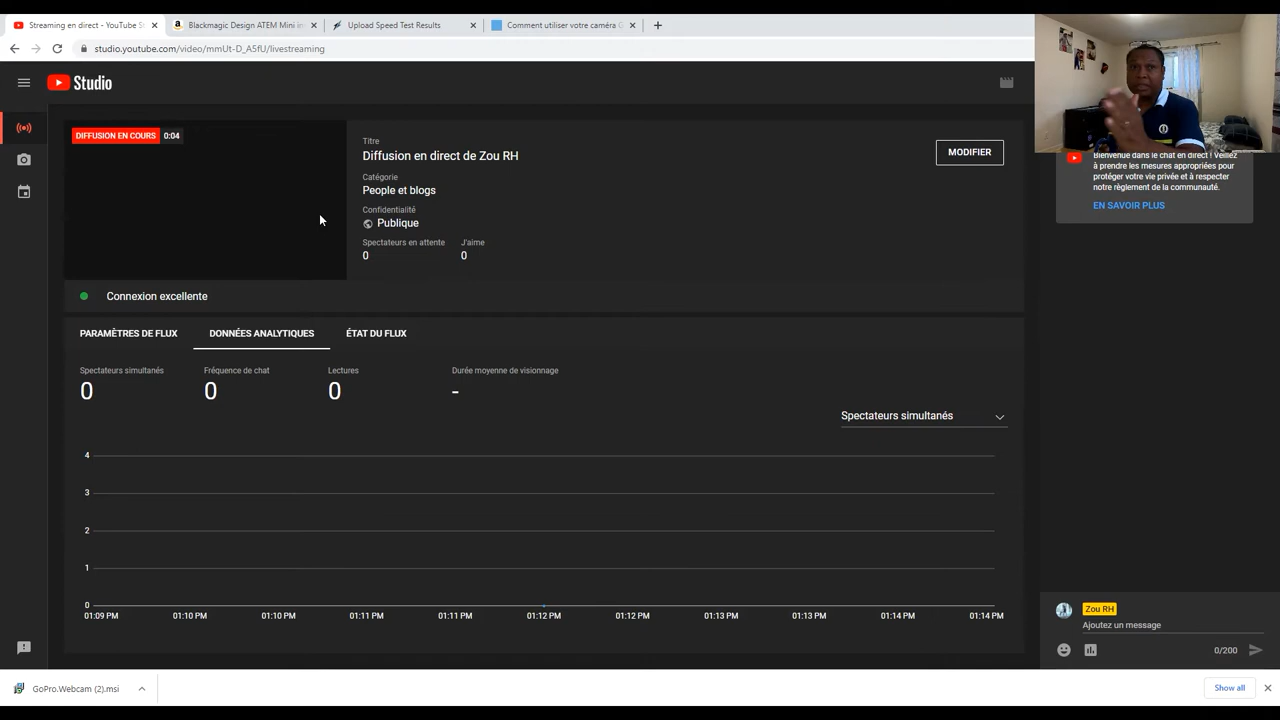 Streaming en direct - YouTube S
Blackmagic Design ATEM Mini in
Upload Speed Test Results
Comment utiliser votre caméra G
studio.youtube.com/video/mmUt-D_A5fU/livestreaming
Studio
DIFFUSION EN COURS 0:04
Titre
Diffusion en direct de Zou RH
MODIFIER
Catégorie
People et blogs
Confidentialité
Publique
Spectateurs en attente
J'aime
0
0
Bienvenue dans le chat en direct ! Veillez
à prendre les mesures appropriées pour
protéger votre vie privée et à respecter
notre règlement de la communauté.
EN SAVOIR PLUS
Connexion excellente
PARAMÈTRES DE FLUX
DONNÉES ANALYTIQUES
ÉTAT DU FLUX
Spectateurs simultanés
Fréquence de chat
Lectures
Durée moyenne de visionnage
0
0
0
-
Spectateurs simultanés
4
3
2
1
0
01:09 PM
01:10 PM
01:10 PM
01:11 PM
01:11 PM
01:12 PM
01:12 PM
01:13 PM
01:13 PM
01:14 PM
01:14 PM
Zou RH
Ajoutez un message
0/200
GoPro.Webcam (2).msi
Show all